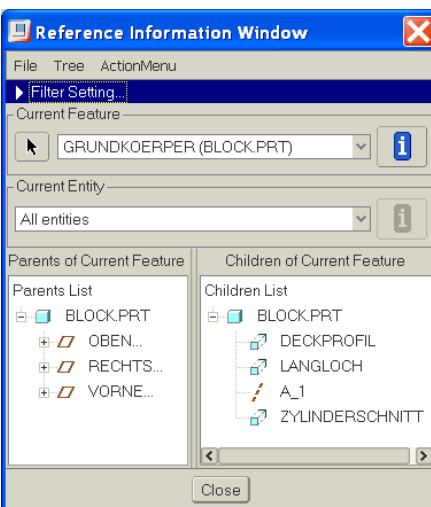 Reference Information Window
File Tree ActionMenu
Filter Setting...
Current Feature
GRUNDKOERPER (BLOCK.PRT)
Current Entity
All entities
Parents of Current Feature
Parents List
BLOCK.PRT
OBEN...
RECHTS...
VORNE...
Children of Current Feature
Children List
BLOCK.PRT
DECKPROFIL
LANGLOCH
A_1
ZYLINDERSCHNITT
Close